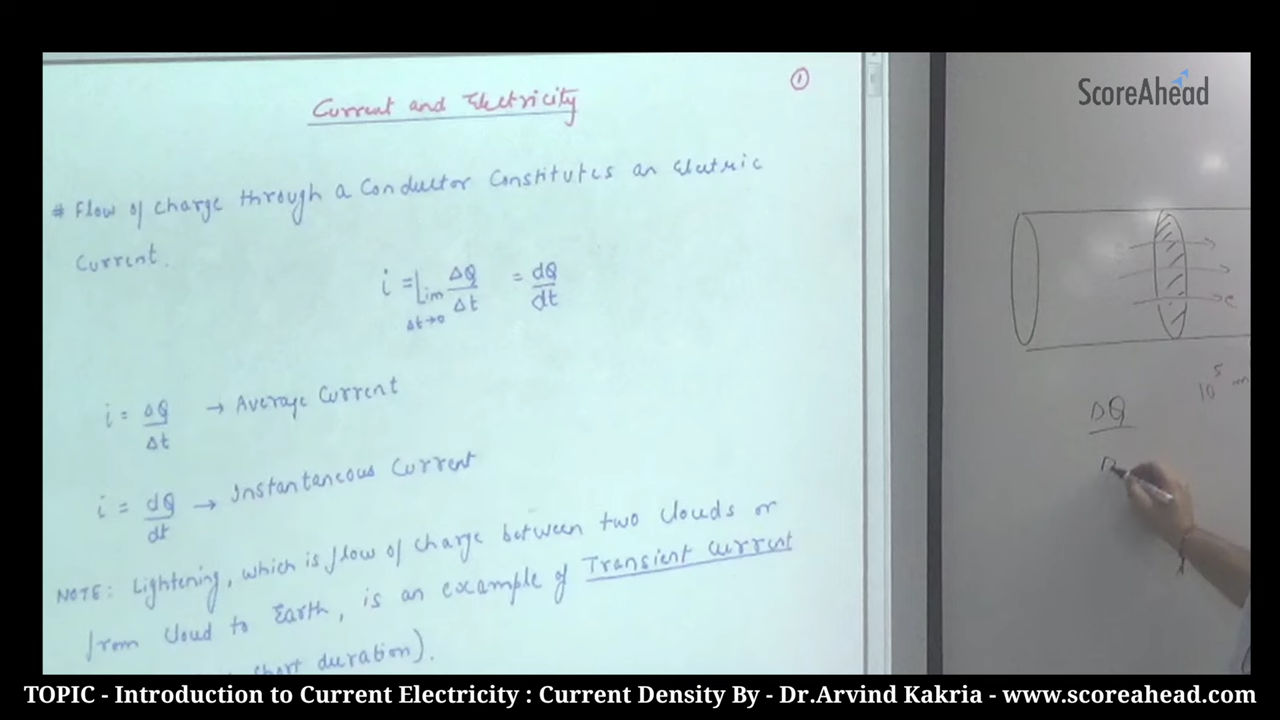 Current and Electricity
①
# Flow of charge through a Conductor Constitutes an Electric
Current.
i = Lim ΔQ/Δt = dQ/dt
Δt→0
i = ΔQ/Δt → Average Current
i = dQ/dt → Instantaneous Current
NOTE: Lightening, which is flow of charge between two clouds or
from cloud to Earth, is an example of Transient Current
short duration).
ScoreAhead
e
10⁵ m
ΔQ
TOPIC - Introduction to Current Electricity : Current Density By - Dr.Arvind Kakria - www.scoreahead.com